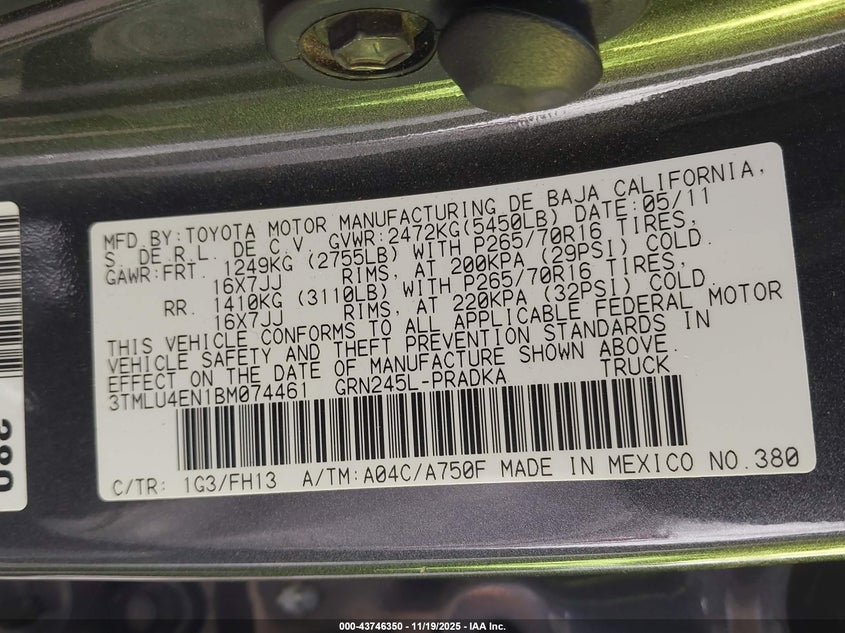 MFD.BY:TOYOTA MOTOR MANUFACTURING DE BAJA CALIFORNIA,
S. DE R.L. DE C.V. GVWR:2472KG(5450LB) DATE:05/11
GAWR:FRT. 1249KG (2755LB) WITH P265/70R16 TIRES,
16X7JJ RIMS, AT 200KPA (29PSI) COLD.
RR. 1410KG (3110LB) WITH P265/70R16 TIRES,
16X7JJ RIMS, AT 220KPA (32PSI) COLD
THIS VEHICLE CONFORMS TO ALL APPLICABLE FEDERAL MOTOR
VEHICLE SAFETY AND THEFT PREVENTION STANDARDS IN
EFFECT ON THE DATE OF MANUFACTURE SHOWN ABOVE.
3TMLU4EN1BM074461 GRN245L-PRADKA TRUCK
C/TR: 1G3/FH13 A/TM:A04C/A750F MADE IN MEXICO NO.380
000-43746350 - 11/19/2025 - IAA Inc.